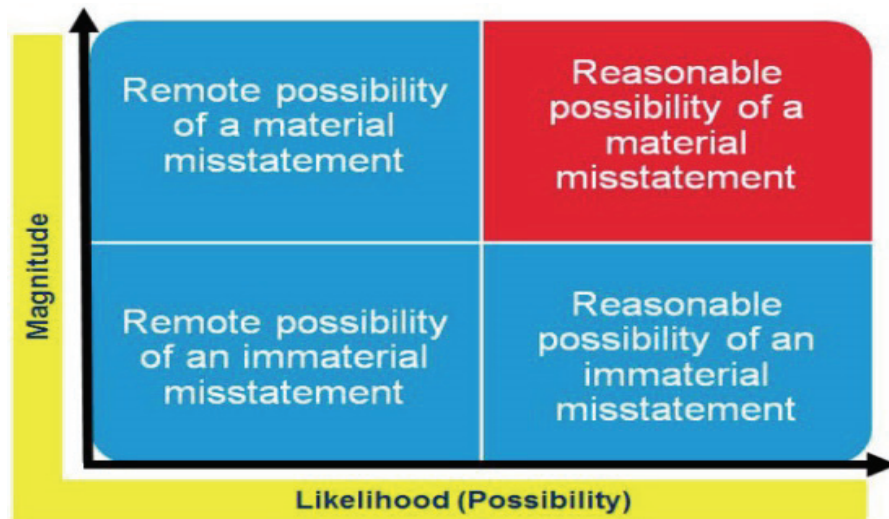 Magnitude
Remote possibility
of a material
misstatement
Reasonable
possibility of a
material
misstatement
Remote possibility
of an immaterial
misstatement
Reasonable
possibility of an
immaterial
misstatement
Likelihood (Possibility)